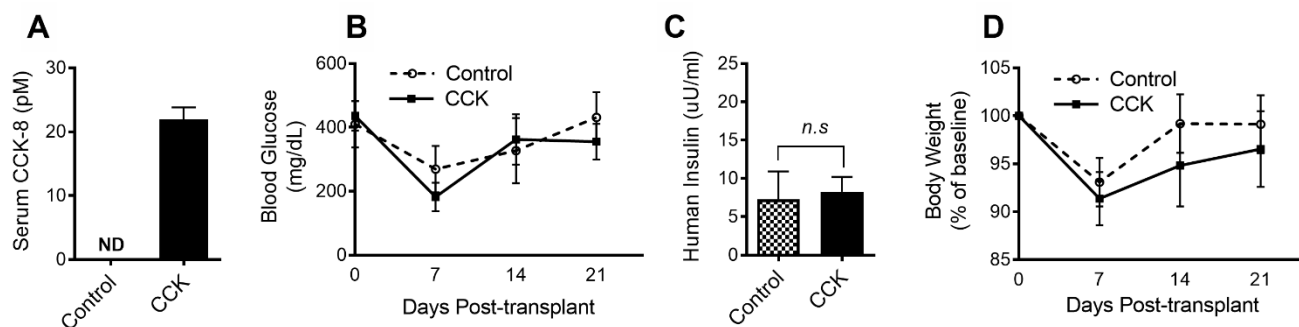 A
Serum CCK-8 (pM)
30
20
10
0
ND
Control
CCK
B
Blood Glucose
(mg/dL)
600
400
200
0
Control
CCK
0 7 14 21
Days Post-transplant
C
Human Insulin (uU/ml)
25
20
15
10
5
0
n.s
Control
CCK
D
Body Weight
(% of baseline)
105
100
95
90
85
Control
CCK
0 7 14 21
Days Post-transplant